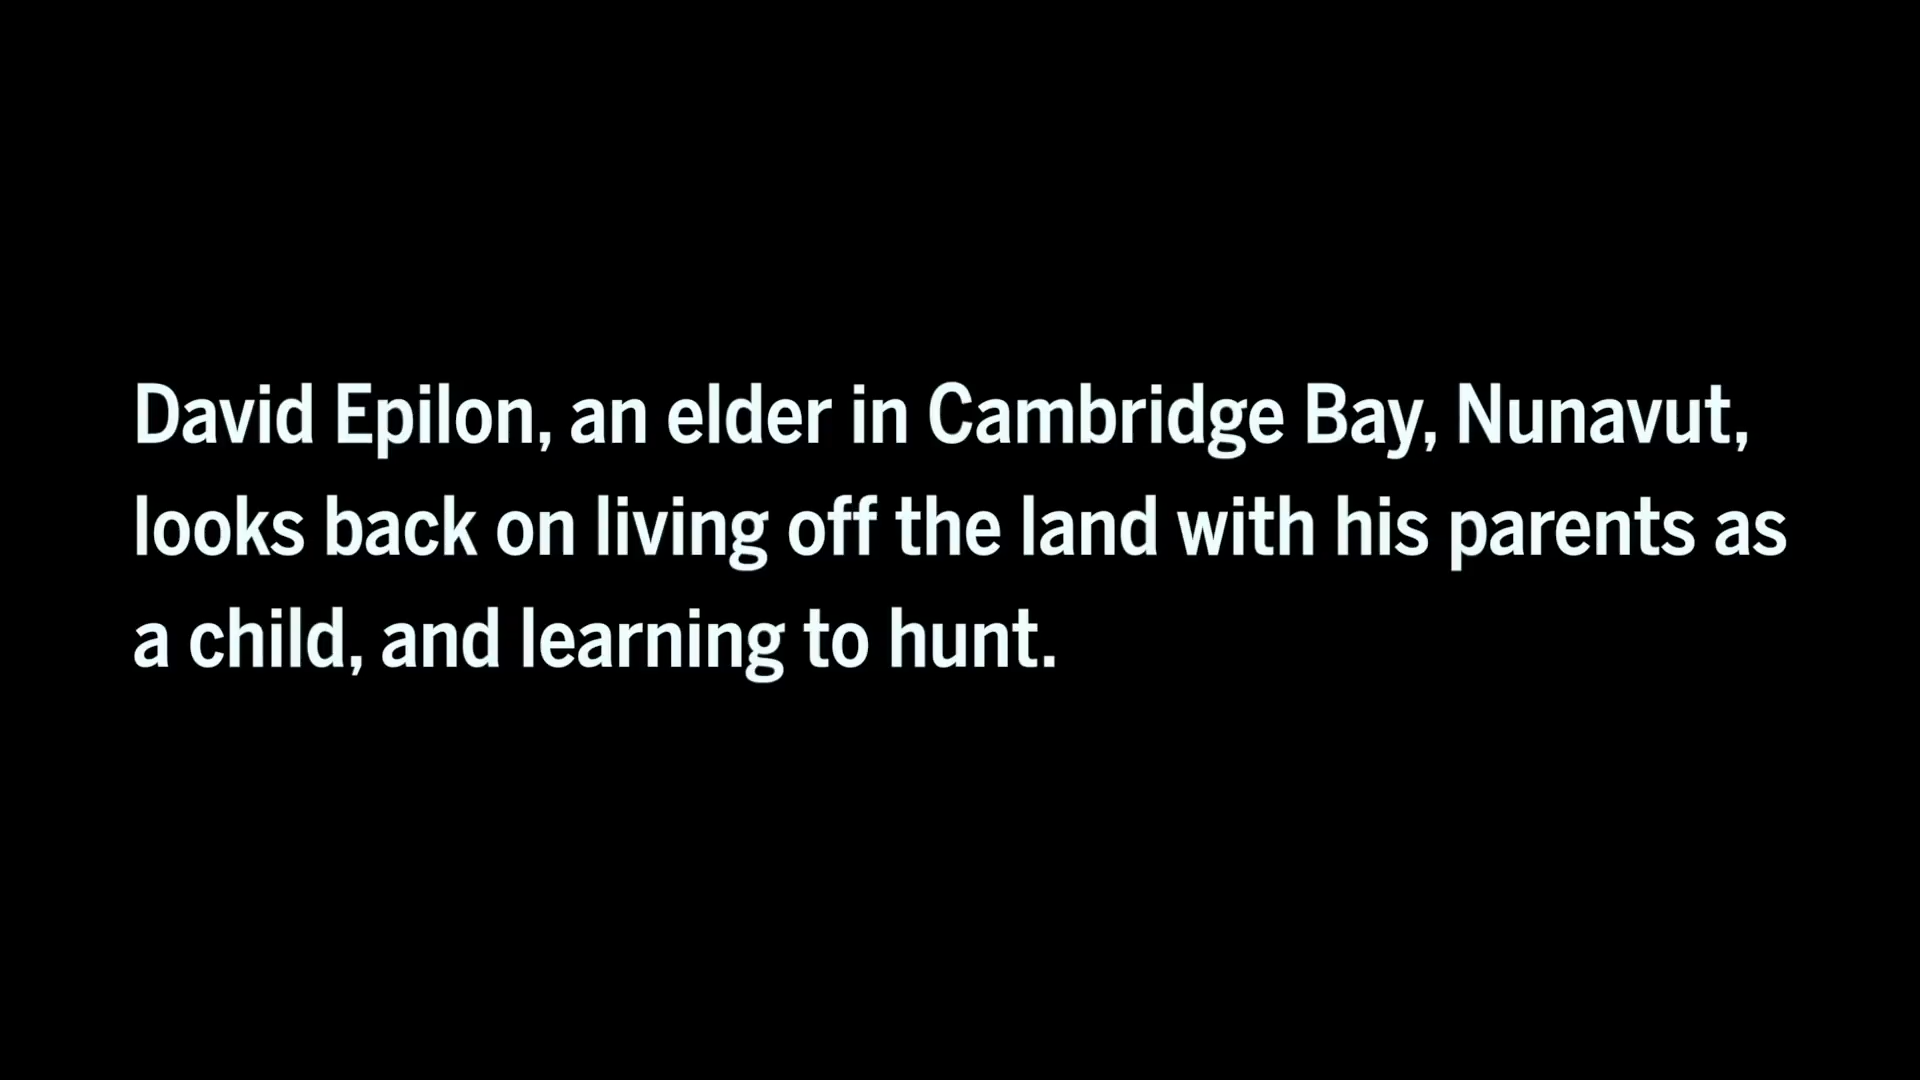 David Epilon, an elder in Cambridge Bay, Nunavut,
looks back on living off the land with his parents as
a child, and learning to hunt.